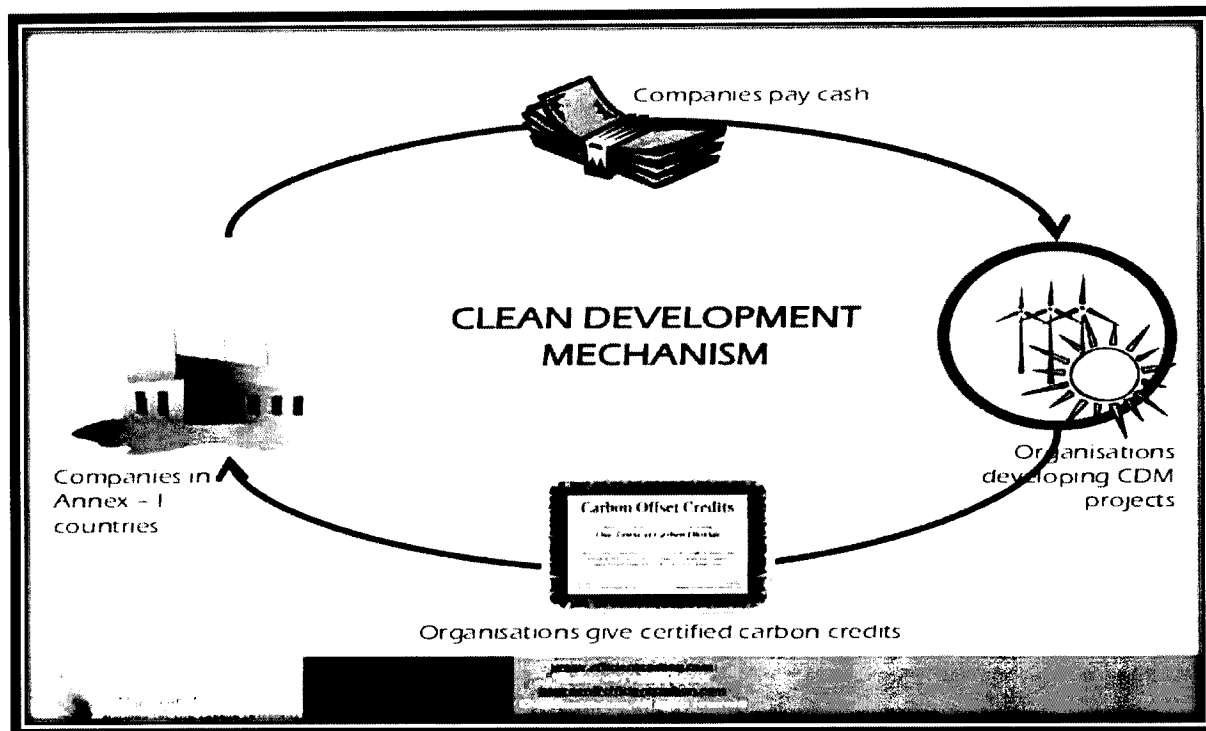 Companies pay cash
CLEAN DEVELOPMENT
MECHANISM
Companies in
Annex - I
countries
Organisations
developing CDM
projects
Carbon Offset Credits
Organisations give certified carbon credits